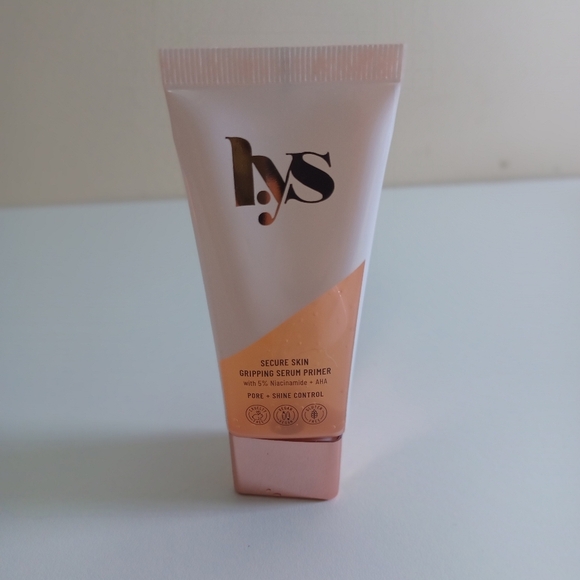 lys
SECURE SKIN
GRIPPING SERUM PRIMER
with 5% Niacinamide + AHA
PORE + SHINE CONTROL